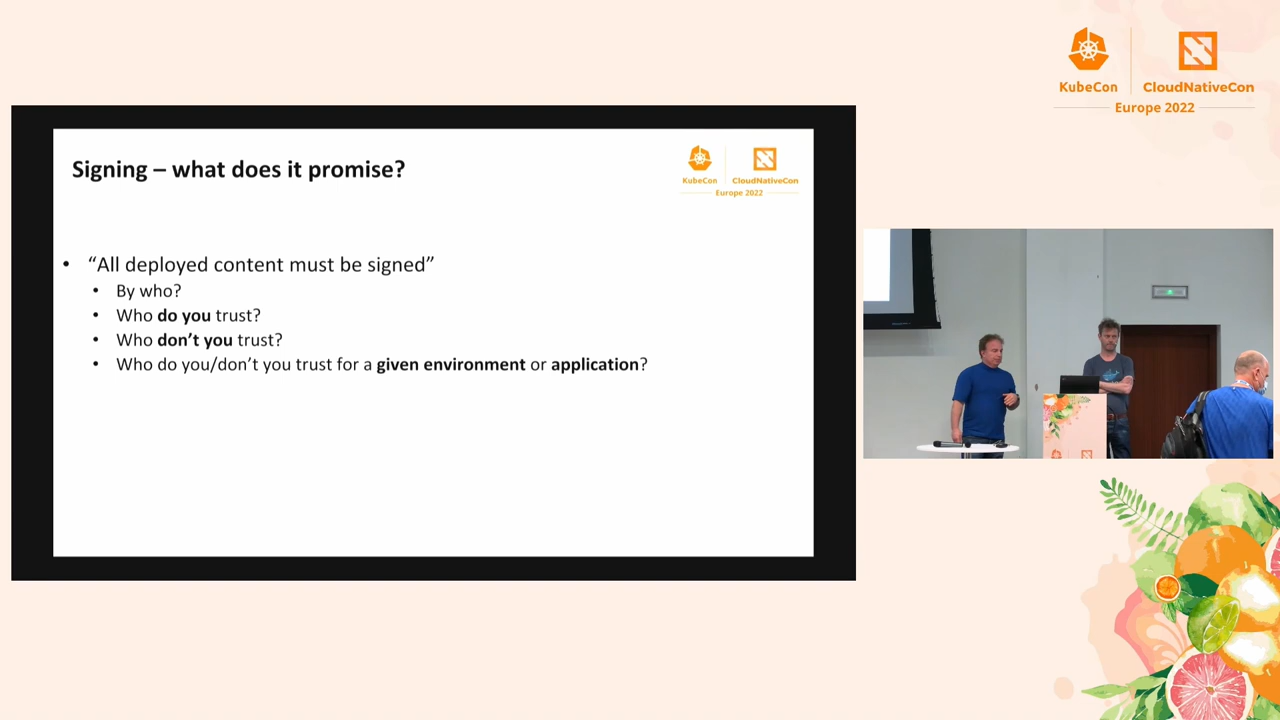 KubeCon
CloudNativeCon
Europe 2022
Signing – what does it promise?
KubeCon
CloudNativeCon
Europe 2022
• “All deployed content must be signed”
• By who?
• Who do you trust?
• Who don’t you trust?
• Who do you/don’t you trust for a given environment or application?